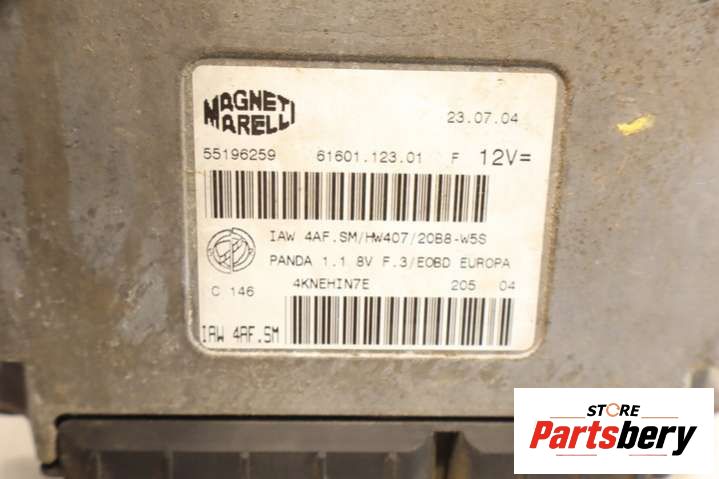 MAGNETI
MARELLI
23.07.04
55196259 61601.123.01 F 12V=
IAW 4AF.SM/HW407/20B8-W5S
PANDA 1.1 8V F.3/EOBD EUROPA
C 146 4KNEHIN7E 205 04
IAW 4AF.SM
STORE
Partsbery